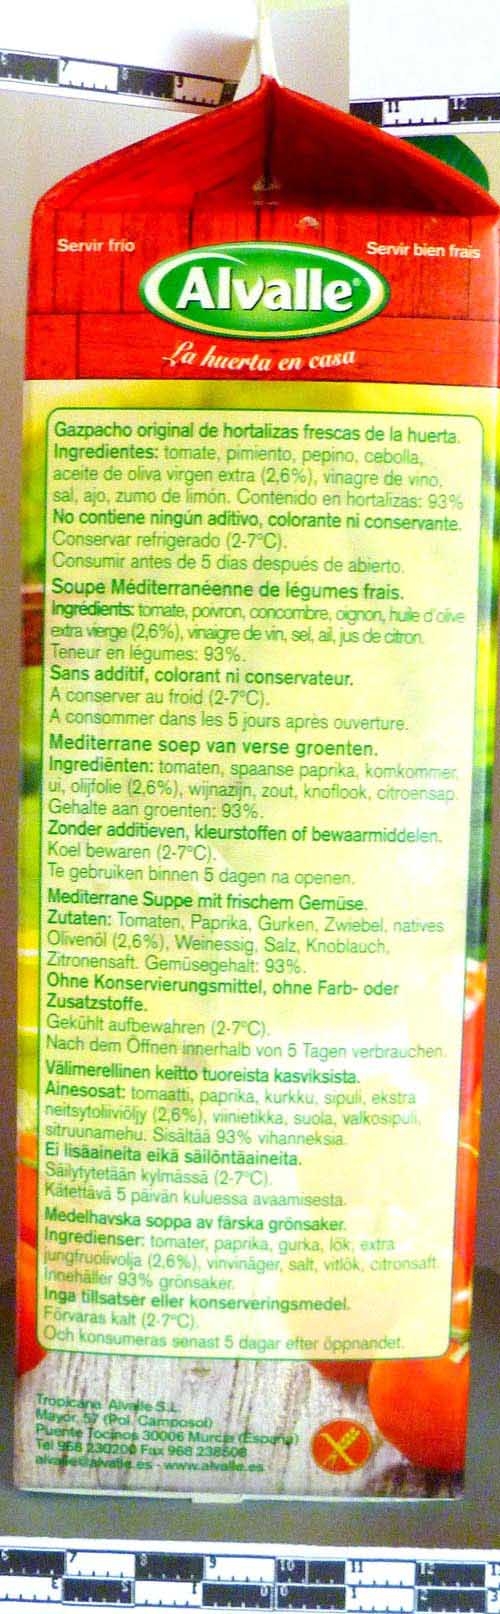 Servir frío
Servir bien frais
Alvalle®
La huerta en casa
Gazpacho original de hortalizas frescas de la huerta.
Ingredientes: tomate, pimiento, pepino, cebolla,
aceite de oliva virgen extra (2,6%), vinagre de vino,
sal, ajo, zumo de limón. Contenido en hortalizas: 93%
No contiene ningún aditivo, colorante ni conservante.
Conservar refrigerado (2-7°C).
Consumir antes de 5 días después de abierto.
Soupe Méditerranéenne de légumes frais.
Ingrédients: tomate, poivron, concombre, oignon, huile d'olive
extra vierge (2,6%), vinaigre de vin, sel, ail, jus de citron.
Teneur en légumes: 93%.
Sans additif, colorant ni conservateur.
A conserver au froid (2-7°C).
A consommer dans les 5 jours après ouverture.
Mediterrane soep van verse groenten.
Ingrediënten: tomaten, spaanse paprika, komkommer,
ui, olijfolie (2,6%), wijnazijn, zout, knoflook, citroensap.
Gehalte aan groenten: 93%.
Zonder additieven, kleurstoffen of bewaarmiddelen.
Koel bewaren (2-7°C).
Te gebruiken binnen 5 dagen na openen.
Mediterrane Suppe mit frischem Gemüse.
Zutaten: Tomaten, Paprika, Gurken, Zwiebel, natives
Olivenöl (2,6%), Weinessig, Salz, Knoblauch,
Zitronensaft. Gemüsegehalt: 93%.
Ohne Konservierungsmittel, ohne Farb- oder
Zusatzstoffe.
Gekühlt aufbewahren (2-7°C).
Nach dem Öffnen innerhalb von 5 Tagen verbrauchen.
Välimerellinen keitto tuoreista kasviksista.
Ainesosat: tomaatti, paprika, kurkku, sipuli, ekstra
neitsytoliiviöljy (2,6%), viinietikka, suola, valkosipuli,
sitruunamehu. Sisältää 93% vihanneksia.
Ei lisäaineita eikä säilöntäaineita.
Säilytytetään kylmässä (2-7°C).
Kätettävä 5 päivän kuluessa avaamisesta.
Medelhavska soppa av färska grönsaker.
Ingredienser: tomater, paprika, gurka, lök, extra
jungfruolivolja (2,6%), vinvinäger, salt, vitlök, citronsaft.
Innehåller 93% grönsaker.
Inga tillsatser eller konserveringsmedel.
Förvaras kalt (2-7°C).
Och konsumeras senast 5 dagar efter öppnandet.
Tropicana Alvalle S.L.
Mayor, 57 (Pol. Camposol)
Puente Tocinos 30006 Murcia (España)
Tel 968 230200 Fax 968 238508
alvalle@alvalle.es - www.alvalle.es